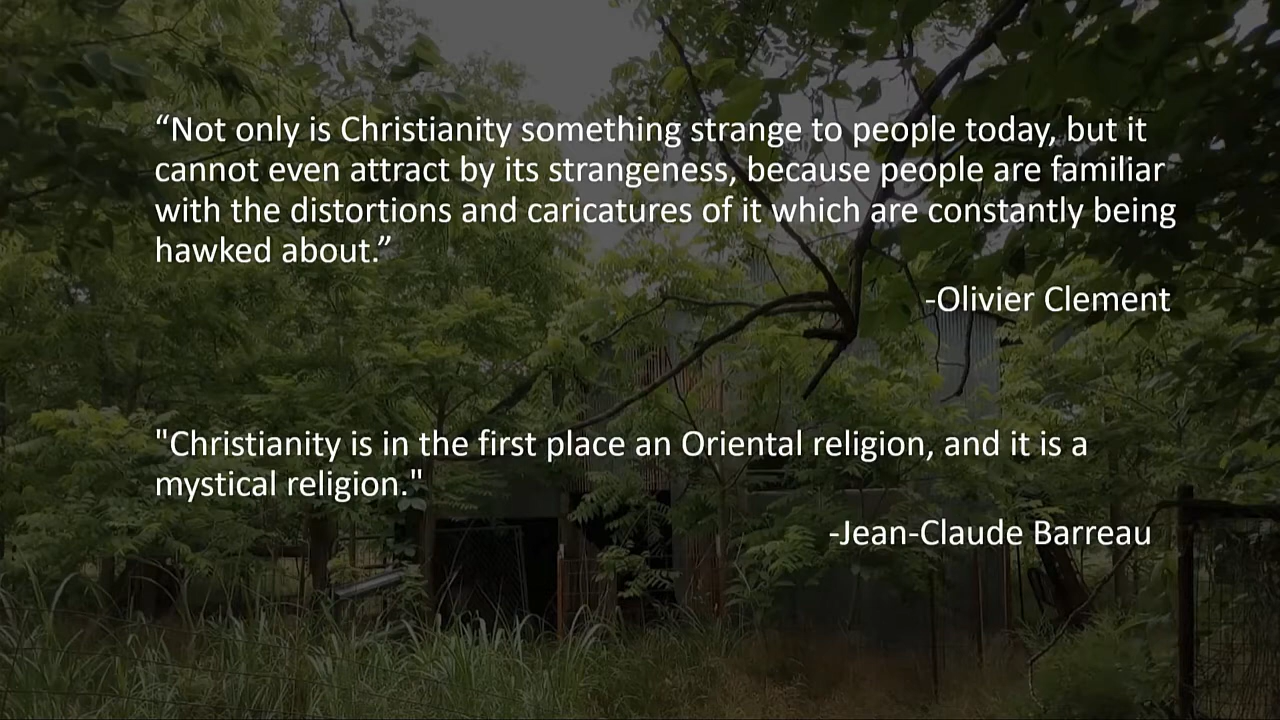 “Not only is Christianity something strange to people today, but it
cannot even attract by its strangeness, because people are familiar
with the distortions and caricatures of it which are constantly being
hawked about.”
-Olivier Clement
"Christianity is in the first place an Oriental religion, and it is a
mystical religion."
-Jean-Claude Barreau